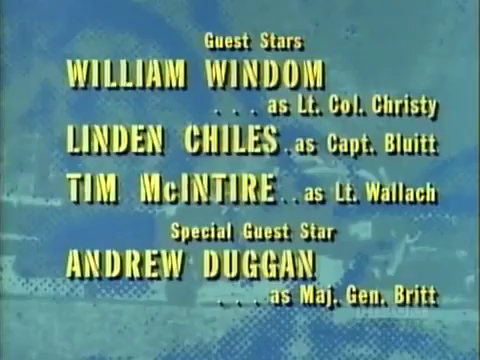 Guest Stars
WILLIAM WINDOM
. . . as Lt. Col. Christy
LINDEN CHILES . as Capt. Bluitt
TIM McINTIRE . . as Lt. Wallach
Special Guest Star
ANDREW DUGGAN
. . . as Maj. Gen. Britt